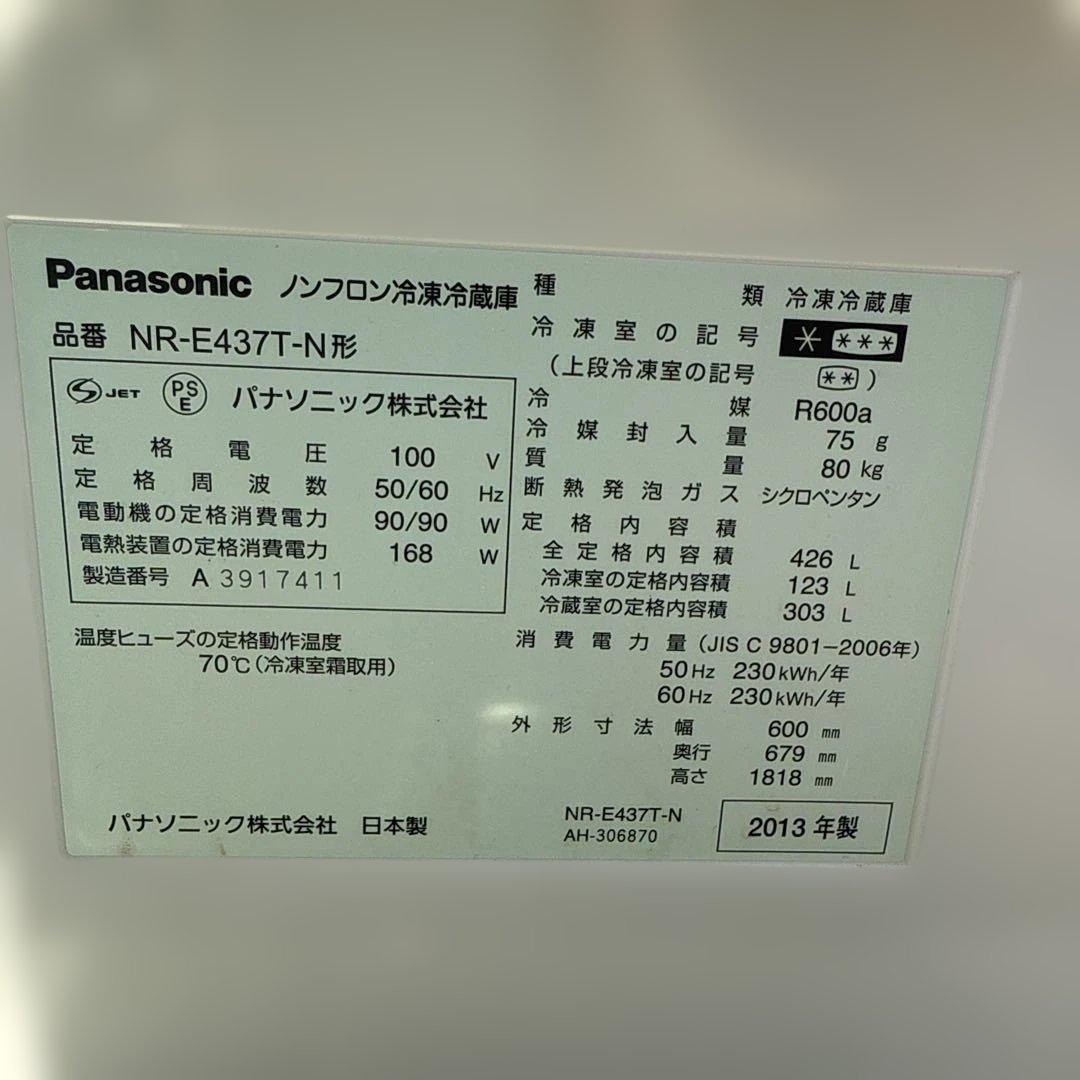 Panasonic ノンフロン冷凍冷蔵庫
品番 NR-E437T-N形
JET PSE パナソニック株式会社
定格電圧 100 V
定格周波数 50/60 Hz
電動機の定格消費電力 90/90 W
電熱装置の定格消費電力 168 W
製造番号 A 3917411
温度ヒューズの定格動作温度
70℃(冷凍室霜取用)
パナソニック株式会社 日本製
種類 冷凍冷蔵庫
冷凍室の記号 * ***
(上段冷凍室の記号 **)
冷媒 R600a
冷媒封入量 75 g
質量 80 kg
断熱発泡ガス シクロペンタン
定格内容積
全定格内容積 426 L
冷凍室の定格内容積 123 L
冷蔵室の定格内容積 303 L
消費電力量(JIS C 9801-2006年)
50Hz 230kWh/年
60Hz 230kWh/年
外形寸法幅 600 mm
奥行 679 mm
高さ 1818 mm
NR-E437T-N
AH-306870
2013年製